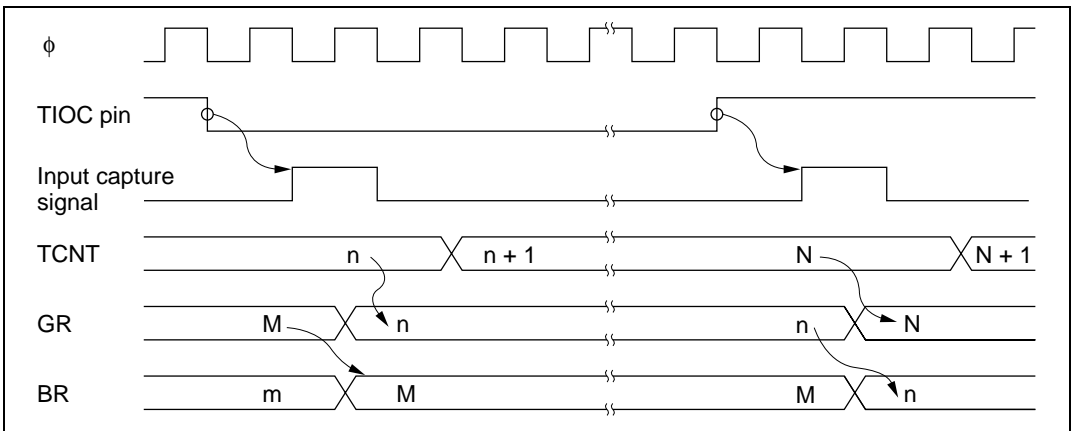 ϕ
TIOC pin
Input capture
signal
TCNT n n + 1 N N + 1
GR M n n N
BR m M M n